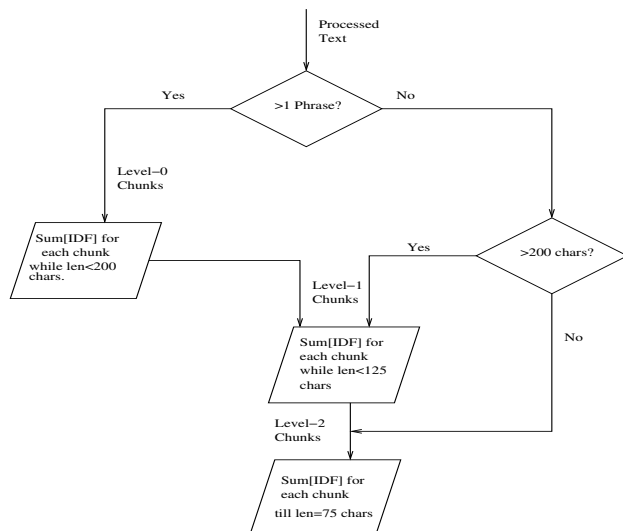 Processed
Text
>1 Phrase?
Yes
No
Level−0
Chunks
Sum[IDF] for
each chunk
while len<200
chars.
>200 chars?
Yes
No
Level−1
Chunks
Sum[IDF] for
each chunk
while len<125
chars
Level−2
Chunks
Sum[IDF] for
each chunk
till len=75 chars